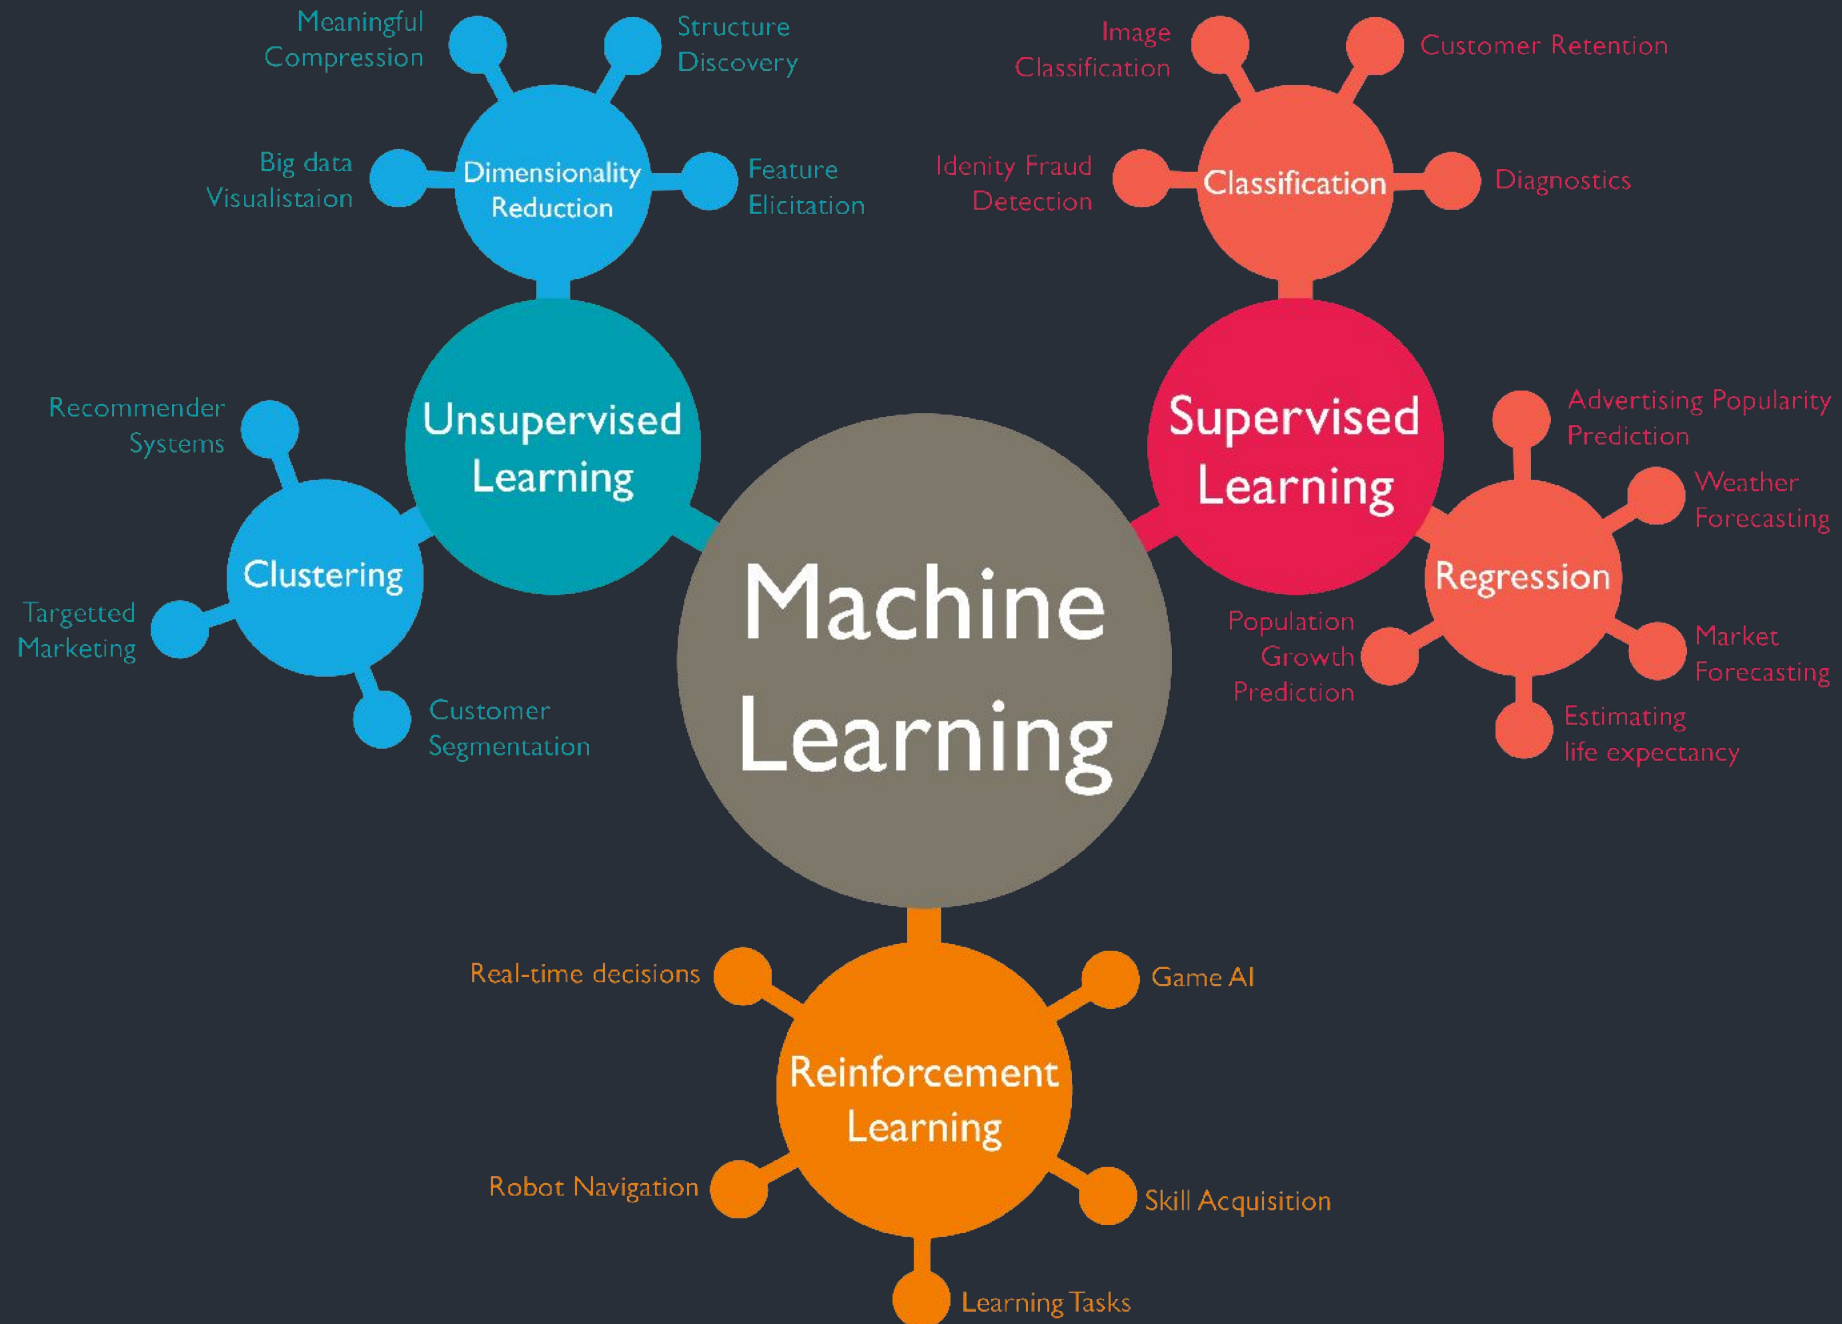 Meaningful
Compression
Structure
Discovery
Big data
Visualistaion
Dimensionality
Reduction
Feature
Elicitation
Image
Classification
Customer Retention
Idenity Fraud
Detection
Classification
Diagnostics
Unsupervised
Learning
Recommender
Systems
Clustering
Targetted
Marketing
Customer
Segmentation
Supervised
Learning
Advertising Popularity
Prediction
Weather
Forecasting
Regression
Population
Growth
Prediction
Market
Forecasting
Estimating
life expectancy
Machine
Learning
Real-time decisions
Game AI
Reinforcement
Learning
Robot Navigation
Skill Acquisition
Learning Tasks